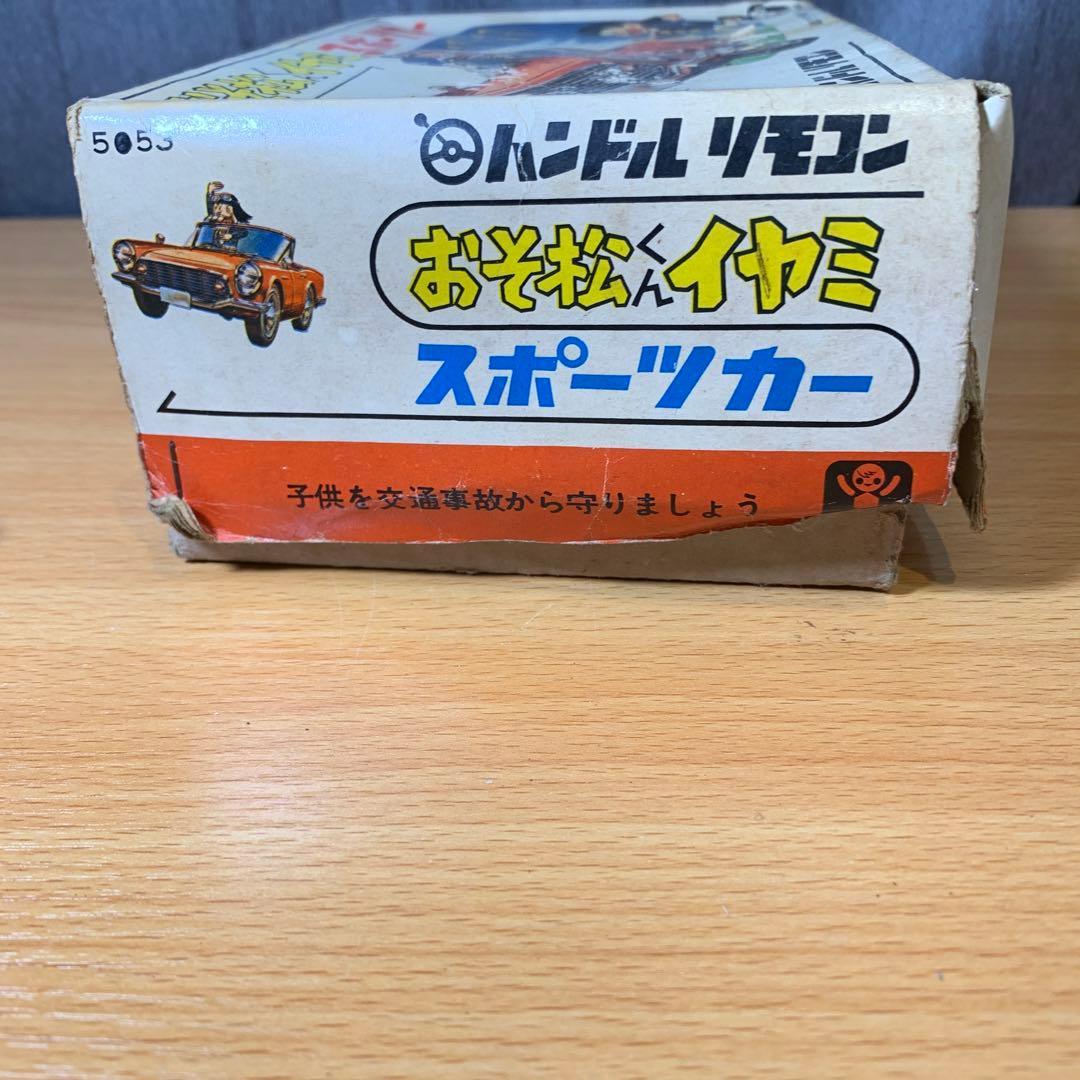 5053
ハンドル リモコン
おそ松くん イヤミ
スポーツカー
子供を交通事故から守りましょう